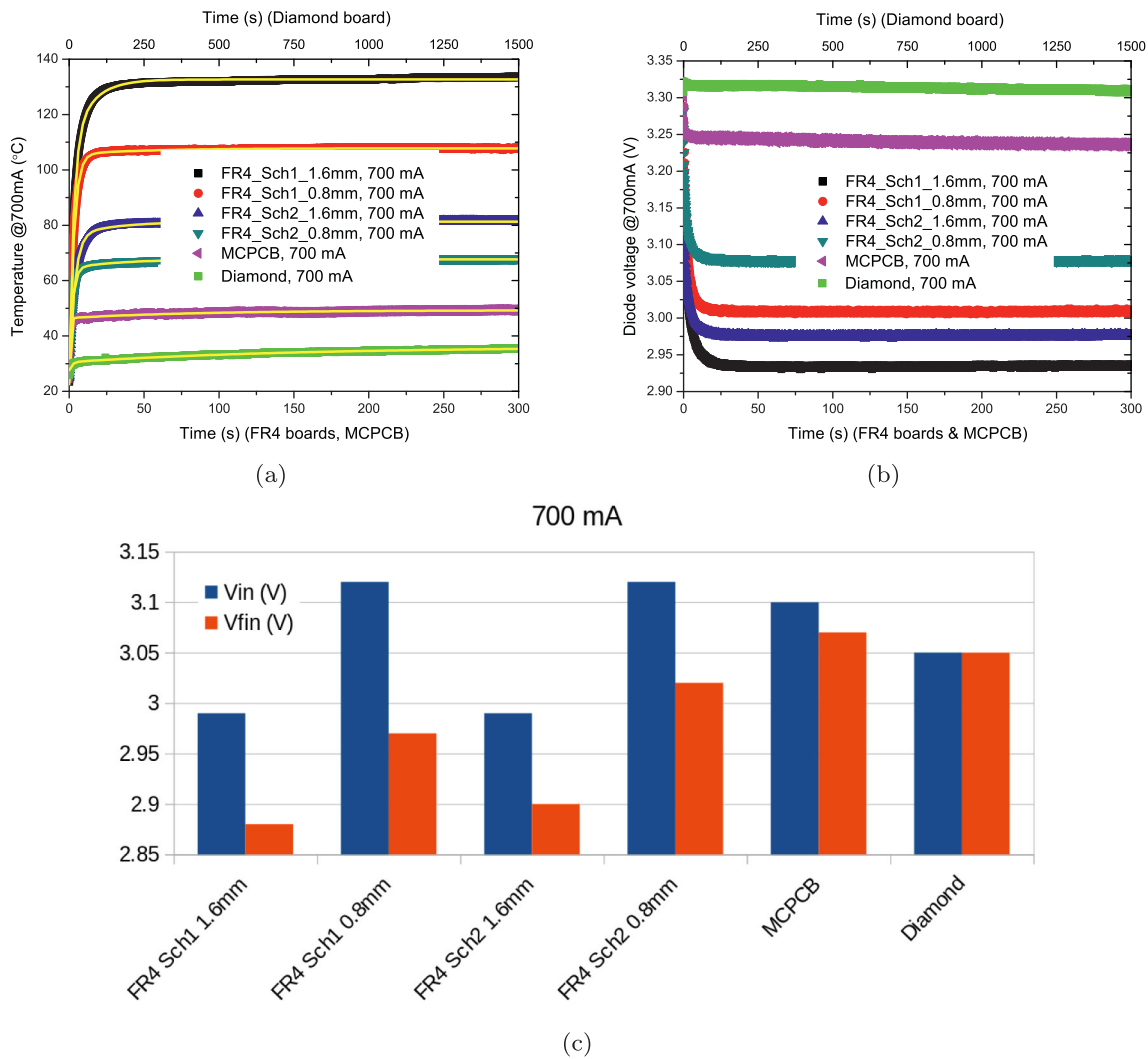 Time (s) (Diamond board)
0 250 500 750 1000 1250 1500
140
120
100
80
60
40
20
Temperature @700mA (°C)
FR4_Sch1_1.6mm, 700 mA
FR4_Sch1_0.8mm, 700 mA
FR4_Sch2_1.6mm, 700 mA
FR4_Sch2_0.8mm, 700 mA
MCPCB, 700 mA
Diamond, 700 mA
0 50 100 150 200 250 300
Time (s) (FR4 boards, MCPCB)
(a)
Time (s) (Diamond board)
0 250 500 750 1000 1250 1500
3.35
3.30
3.25
3.20
3.15
3.10
3.05
3.00
2.95
2.90
Diode voltage @700mA (V)
FR4_Sch1_1.6mm, 700 mA
FR4_Sch1_0.8mm, 700 mA
FR4_Sch2_1.6mm, 700 mA
FR4_Sch2_0.8mm, 700 mA
MCPCB, 700 mA
Diamond, 700 mA
0 50 100 150 200 250 300
Time (s) (FR4 boards & MCPCB)
(b)
700 mA
3.15
3.1
3.05
3
2.95
2.9
2.85
Vin (V)
Vfin (V)
FR4 Sch1 1.6mm
FR4 Sch1 0.8mm
FR4 Sch2 1.6mm
FR4 Sch2 0.8mm
MCPCB
Diamond
(c)